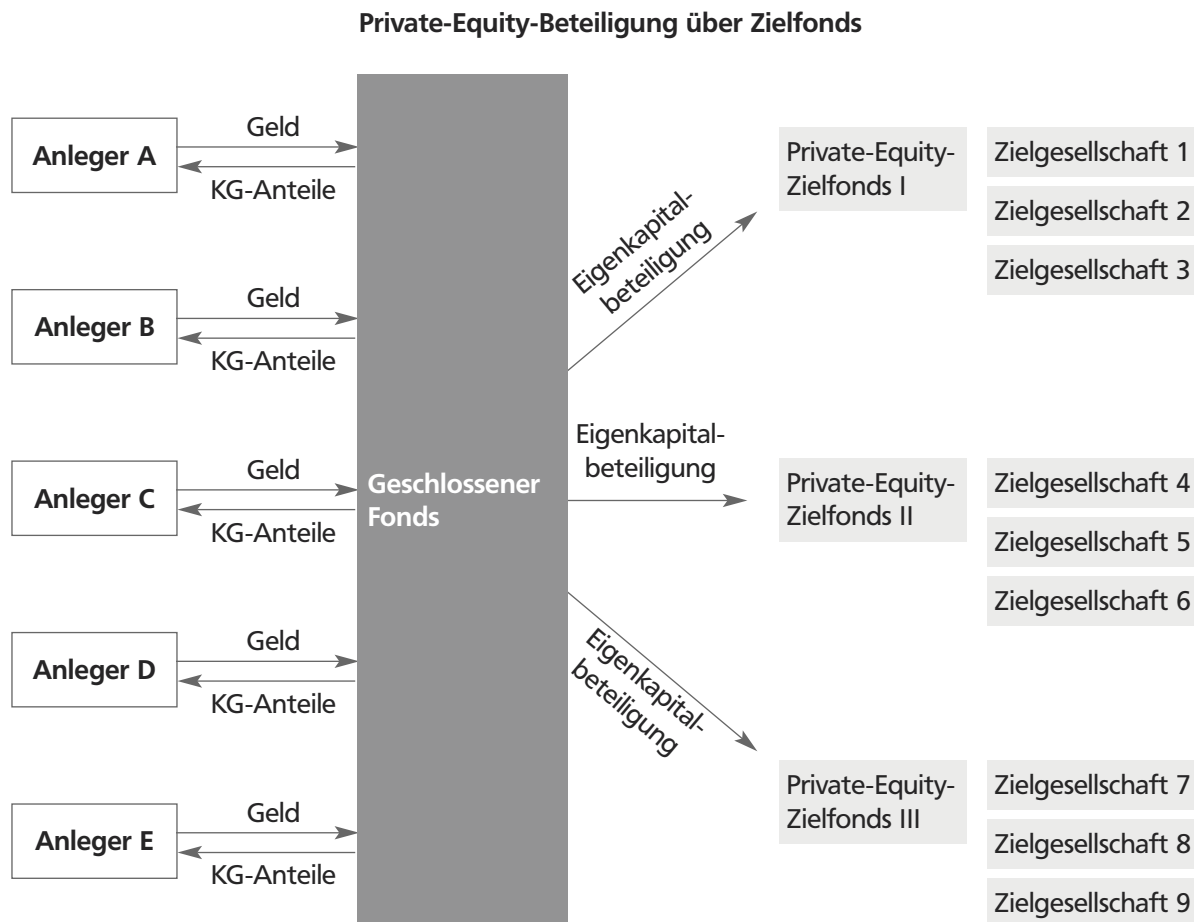 Private-Equity-Beteiligung über Zielfonds
Anleger A
Geld
KG-Anteile
Anleger B
Geld
KG-Anteile
Anleger C
Geld
KG-Anteile
Anleger D
Geld
KG-Anteile
Anleger E
Geld
KG-Anteile
Geschlossener
Fonds
Eigenkapital-
beteiligung
Private-Equity-
Zielfonds I
Zielgesellschaft 1
Zielgesellschaft 2
Zielgesellschaft 3
Eigenkapital-
beteiligung
Private-Equity-
Zielfonds II
Zielgesellschaft 4
Zielgesellschaft 5
Zielgesellschaft 6
Eigenkapital-
beteiligung
Private-Equity-
Zielfonds III
Zielgesellschaft 7
Zielgesellschaft 8
Zielgesellschaft 9